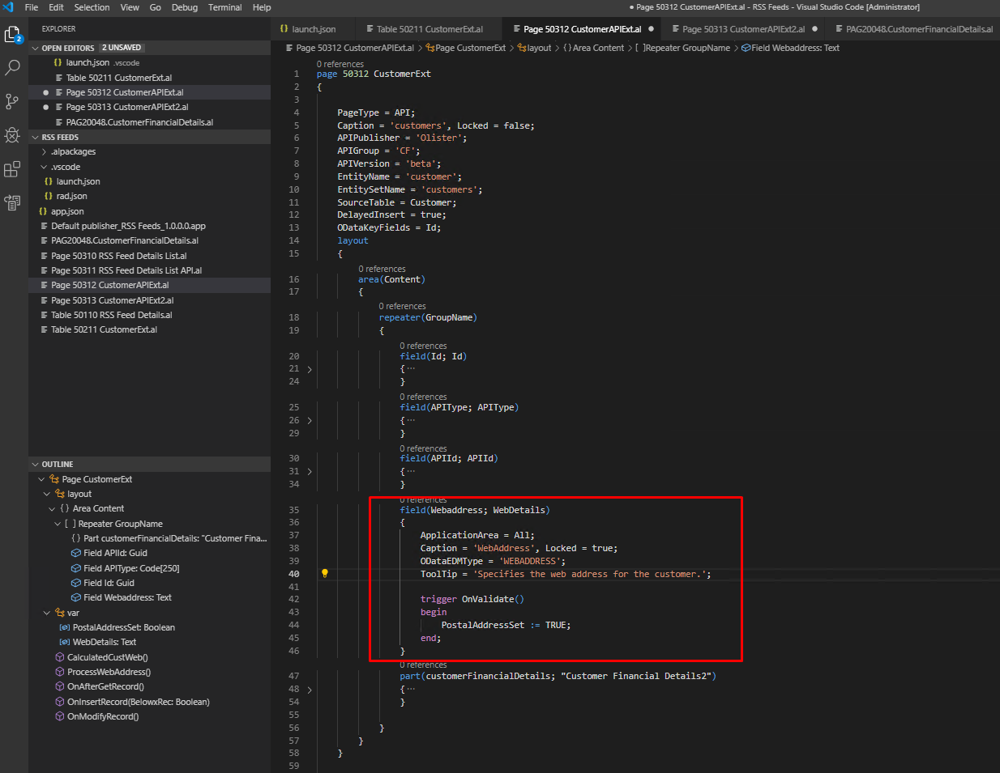 File Edit Selection View Go Debug Terminal Help
● Page 50312 CustomerAPIExt.al - RSS Feeds - Visual Studio Code [Administrator]
2
EXPLORER
OPEN EDITORS 2 UNSAVED
{} launch.json .vscode
Table 50211 CustomerExt.al
● Page 50312 CustomerAPIExt.al
● Page 50313 CustomerAPIExt2.al
PAG20048.CustomerFinancialDetails.al
RSS FEEDS
.alpackages
.vscode
{} launch.json
{} rad.json
{} app.json
Default publisher_RSS Feeds_1.0.0.0.app
PAG20048.CustomerFinancialDetails.al
Page 50310 RSS Feed Details List.al
Page 50311 RSS Feed Details List API.al
Page 50312 CustomerAPIExt.al
Page 50313 CustomerAPIExt2.al
Table 50110 RSS Feed Details.al
Table 50211 CustomerExt.al
OUTLINE
Page CustomerExt
layout
{} Area Content
[ ] Repeater GroupName
{} Part customerFinancialDetails: "Customer Fina...
Field APIId: Guid
Field APIType: Code[250]
Field Id: Guid
Field Webaddress: Text
var
PostalAddressSet: Boolean
WebDetails: Text
CalculatedCustWeb()
ProcessWebAddress()
OnAfterGetRecord()
OnInsertRecord(BelowxRec: Boolean)
OnModifyRecord()
{} launch.json
Table 50211 CustomerExt.al
Page 50312 CustomerAPIExt.al ●
Page 50313 CustomerAPIExt2.al ●
PAG20048.CustomerFinancialDetails.al
Page 50312 CustomerAPIExt.al > Page CustomerExt > layout > {} Area Content > [ ] Repeater GroupName > Field Webaddress: Text
0 references
1 page 50312 CustomerExt
2 {
3
4 PageType = API;
5 Caption = 'customers', Locked = false;
6 APIPublisher = 'Olister';
7 APIGroup = 'CF';
8 APIVersion = 'beta';
9 EntityName = 'customer';
10 EntitySetName = 'customers';
11 SourceTable = Customer;
12 DelayedInsert = true;
13 ODataKeyFields = Id;
14 layout
15 {
0 references
16 area(Content)
17 {
0 references
18 repeater(GroupName)
19 {
0 references
20 field(Id; Id)
21 > {···
24 }
0 references
25 field(APIType; APIType)
26 > {···
29 }
0 references
30 field(APIId; APIId)
31 > {···
34 }
0 references
35 field(Webaddress; WebDetails)
36 {
37 ApplicationArea = All;
38 Caption = 'WebAddress', Locked = true;
39 ODataEDMType = 'WEBADDRESS';
40 ToolTip = 'Specifies the web address for the customer.';
41
42 trigger OnValidate()
43 begin
44 PostalAddressSet := TRUE;
45 end;
46 }
0 references
47 part(customerFinancialDetails; "Customer Financial Details2")
48 > {···
54 }
55
56 }
57 }
58 }
59